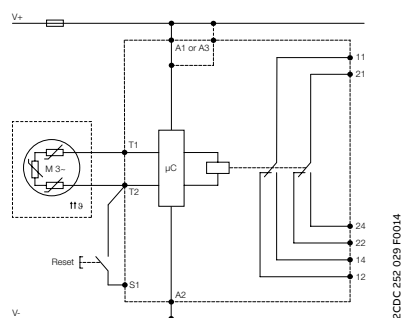 V+
A1 or A3
11
21
T1
M 3~
µC
T2
ϑ
24
22
Reset
14
S1
12
A2
V-
2CDC 252 029 F0014